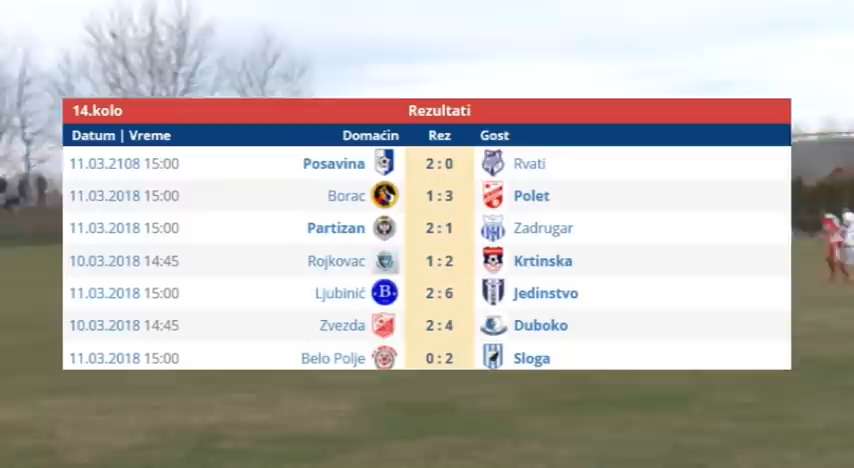 14.kolo Rezultati
Datum | Vreme Domaćin Rez Gost
11.03.2108 15:00 Posavina 2 : 0 Rvati
11.03.2018 15:00 Borac 1 : 3 Polet
11.03.2018 15:00 Partizan 2 : 1 Zadrugar
10.03.2018 14:45 Rojkovac 1 : 2 Krtinska
11.03.2018 15:00 Ljubinić B 2 : 6 Jedinstvo
10.03.2018 14:45 Zvezda 2 : 4 Duboko
11.03.2018 15:00 Belo Polje 0 : 2 Sloga